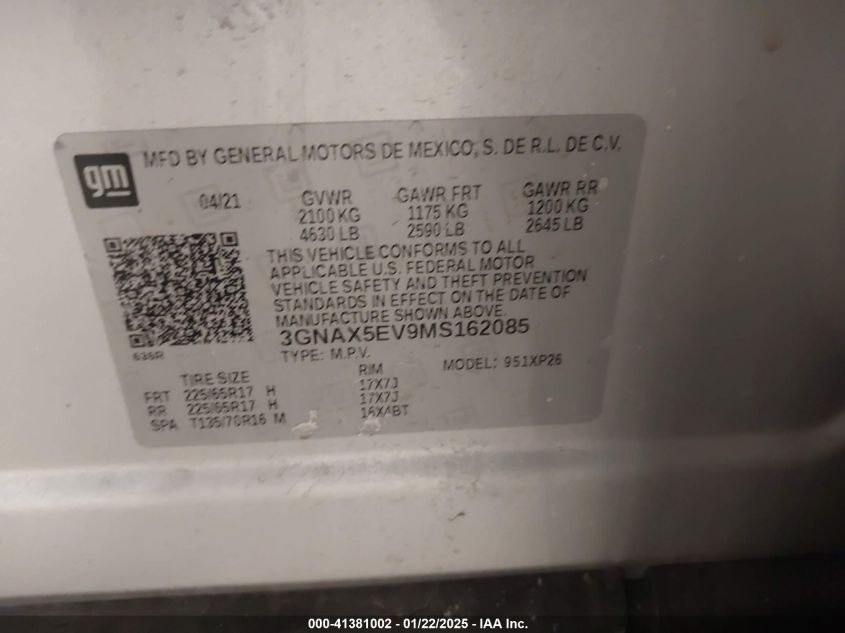 gm
MFD BY GENERAL MOTORS DE MEXICO, S. DE R.L. DE C.V.
04/21 GVWR GAWR FRT GAWR RR
2100 KG 1175 KG 1200 KG
4630 LB 2590 LB 2645 LB
THIS VEHICLE CONFORMS TO ALL
APPLICABLE U.S. FEDERAL MOTOR
VEHICLE SAFETY AND THEFT PREVENTION
STANDARDS IN EFFECT ON THE DATE OF
MANUFACTURE SHOWN ABOVE.
3GNAX5EV9MS162085
636R
TYPE: M.P.V. MODEL: 951XP26
TIRE SIZE RIM
FRT 225/65R17 H 17X7J
RR 225/65R17 H 17X7J
SPA T135/70R16 M 16X4BT
000-41381002 - 01/22/2025 - IAA Inc.